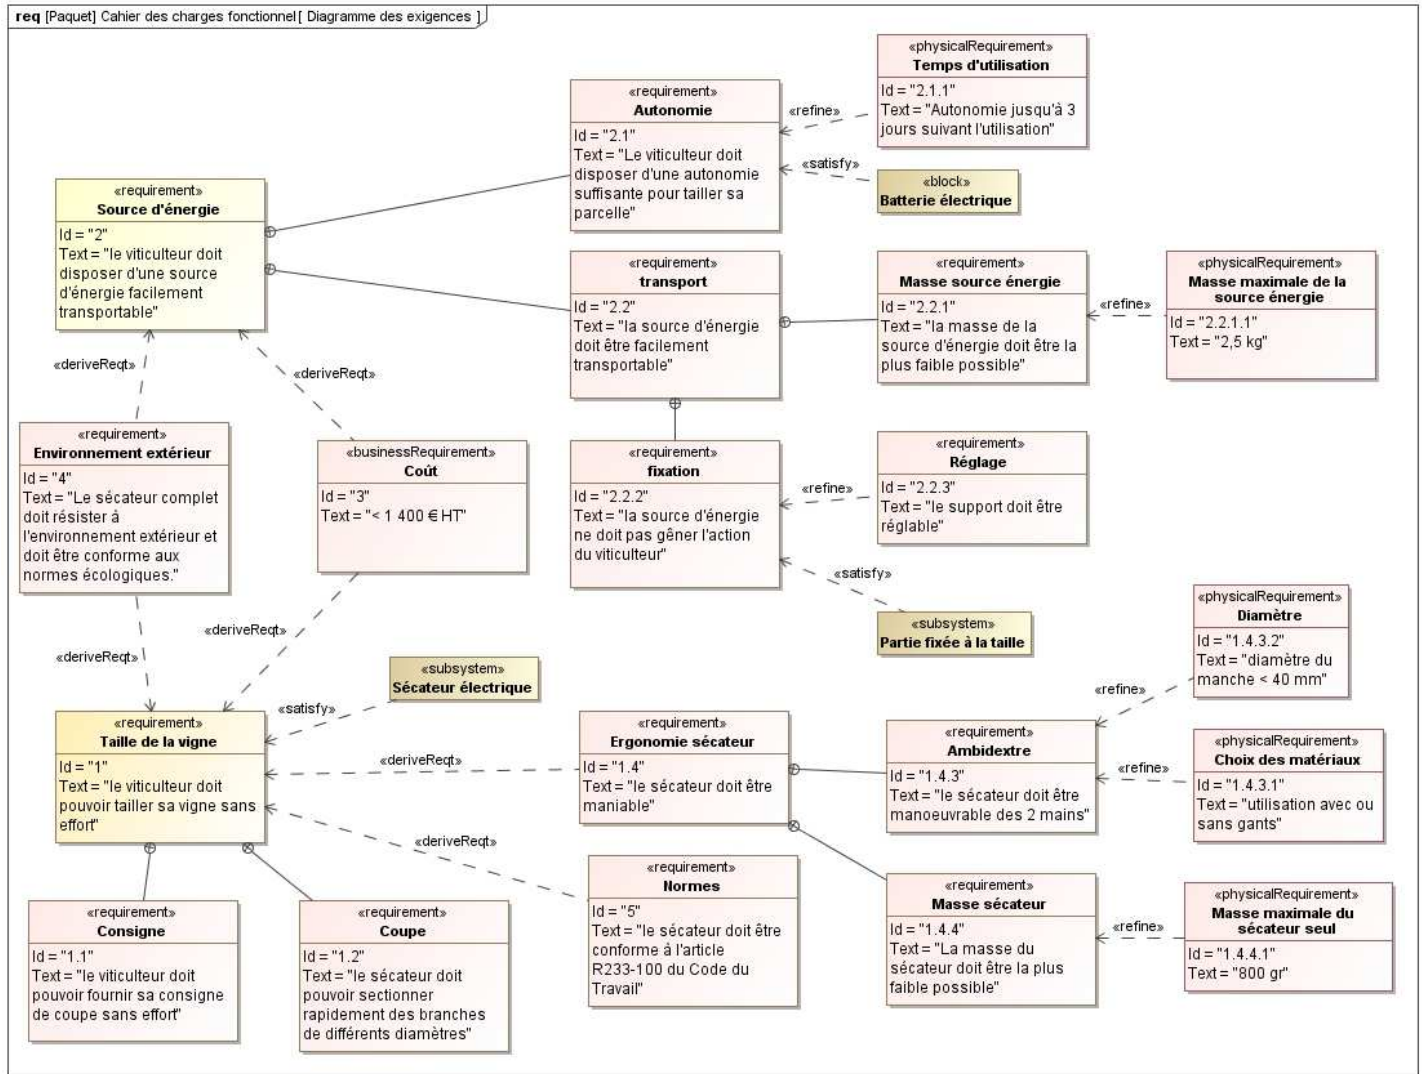 req [Paquet] Cahier des charges fonctionnel[ Diagramme des exigences ]
«physicalRequirement»
Temps d'utilisation
Id = "2.1.1"
Text = "Autonomie jusqu'à 3
jours suivant l'utilisation"
«requirement»
Autonomie
Id = "2.1"
Text = "Le viticulteur doit
disposer d'une autonomie
suffisante pour tailler sa
parcelle"
«refine»
«satisfy»
«block»
Batterie électrique
«requirement»
Source d'énergie
Id = "2"
Text = "le viticulteur doit
disposer d'une source
d'énergie facilement
transportable"
«requirement»
transport
Id = "2.2"
Text = "la source d'énergie
doit être facilement
transportable"
«requirement»
Masse source énergie
Id = "2.2.1"
Text = "la masse de la
source d'énergie doit être la
plus faible possible"
«refine»
«physicalRequirement»
Masse maximale de la
source énergie
Id = "2.2.1.1"
Text = "2,5 kg"
«deriveReqt»
«deriveReqt»
«requirement»
Environnement extérieur
Id = "4"
Text = "Le sécateur complet
doit résister à
l'environnement extérieur et
doit être conforme aux
normes écologiques."
«businessRequirement»
Coût
Id = "3"
Text = "< 1 400 € HT"
«requirement»
fixation
Id = "2.2.2"
Text = "la source d'énergie
ne doit pas gêner l'action
du viticulteur"
«refine»
«requirement»
Réglage
Id = "2.2.3"
Text = "le support doit être
réglable"
«satisfy»
«subsystem»
Partie fixée à la taille
«deriveReqt»
«deriveReqt»
«subsystem»
Sécateur électrique
«satisfy»
«physicalRequirement»
Diamètre
Id = "1.4.3.2"
Text = "diamètre du
manche < 40 mm"
«refine»
«requirement»
Taille de la vigne
Id = "1"
Text = "le viticulteur doit
pouvoir tailler sa vigne sans
effort"
«deriveReqt»
«requirement»
Ergonomie sécateur
Id = "1.4"
Text = "le sécateur doit être
maniable"
«requirement»
Ambidextre
Id = "1.4.3"
Text = "le sécateur doit être
manoeuvrable des 2 mains"
«refine»
«physicalRequirement»
Choix des matériaux
Id = "1.4.3.1"
Text = "utilisation avec ou
sans gants"
«deriveReqt»
«requirement»
Consigne
Id = "1.1"
Text = "le viticulteur doit
pouvoir fournir sa consigne
de coupe sans effort"
«requirement»
Coupe
Id = "1.2"
Text = "le sécateur doit
pouvoir sectionner
rapidement des branches
de différents diamètres"
«requirement»
Normes
Id = "5"
Text = "le sécateur doit être
conforme à l'article
R233-100 du Code du
Travail"
«requirement»
Masse sécateur
Id = "1.4.4"
Text = "La masse du
sécateur doit être la plus
faible possible"
«refine»
«physicalRequirement»
Masse maximale du
sécateur seul
Id = "1.4.4.1"
Text = "800 gr"